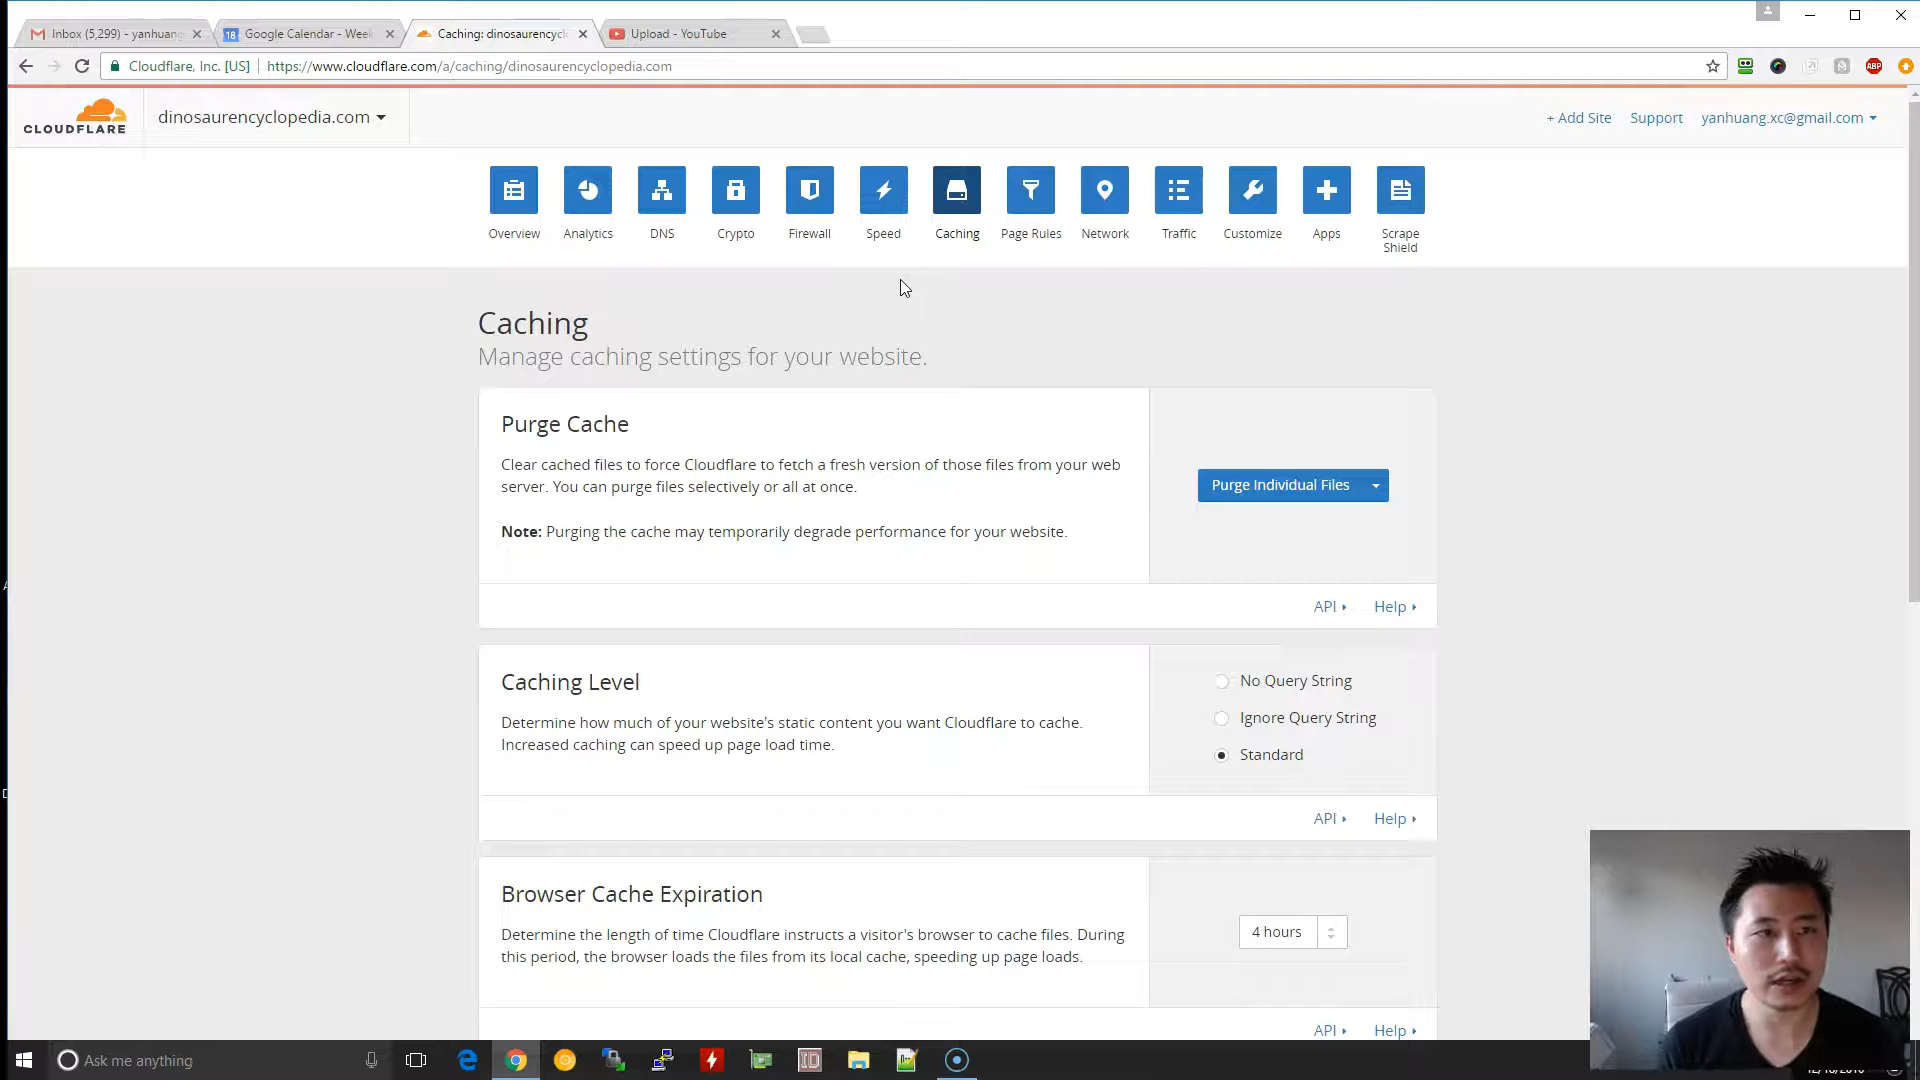 Inbox (5,299) - yanhuang
18 Google Calendar - Week
Caching: dinosaurencycl
Upload - YouTube
Cloudflare, Inc. [US] https://www.cloudflare.com/a/caching/dinosaurencyclopedia.com
ABP
CLOUDFLARE
dinosaurencyclopedia.com
+ Add Site Support yanhuang.xc@gmail.com
Overview Analytics DNS Crypto Firewall Speed Caching Page Rules Network Traffic Customize Apps Scrape
Shield
Caching
Manage caching settings for your website.
Purge Cache
Clear cached files to force Cloudflare to fetch a fresh version of those files from your web
server. You can purge files selectively or all at once.
Purge Individual Files
Note: Purging the cache may temporarily degrade performance for your website.
API Help
Caching Level
No Query String
Determine how much of your website's static content you want Cloudflare to cache.
Increased caching can speed up page load time.
Ignore Query String
Standard
API Help
Browser Cache Expiration
Determine the length of time Cloudflare instructs a visitor's browser to cache files. During
this period, the browser loads the files from its local cache, speeding up page loads.
4 hours
API Help
Ask me anything